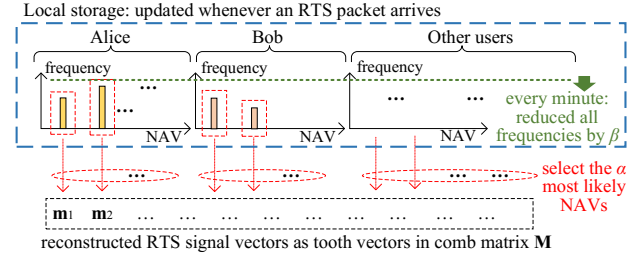 Local storage: updated whenever an RTS packet arrives
Alice
Bob
Other users
frequency
frequency
frequency
...
...
...
...
...
NAV
NAV
NAV
every minute:
reduced all
frequencies by β
...
...
...
select the α
most likely
NAVs
m1 m2 ... ... ... ... ... ... ... ...
reconstructed RTS signal vectors as tooth vectors in comb matrix M